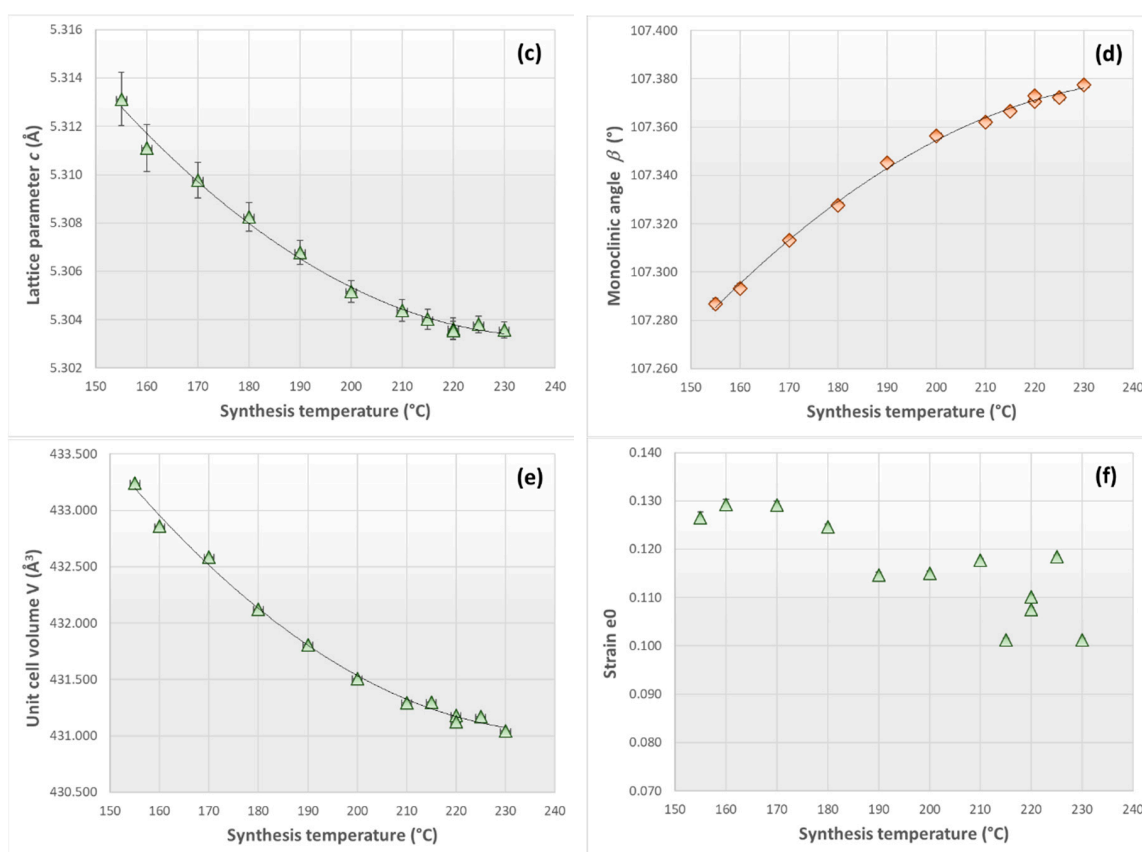 (c)
Lattice parameter c (Å)
5.316
5.314
5.312
5.310
5.308
5.306
5.304
5.302
150 160 170 180 190 200 210 220 230 240
Synthesis temperature (°C)
(d)
Monoclinic angle β (°)
107.400
107.380
107.360
107.340
107.320
107.300
107.280
107.260
150 160 170 180 190 200 210 220 230 240
Synthesis temperature (°C)
(e)
Unit cell volume V (Å³)
433.500
433.000
432.500
432.000
431.500
431.000
430.500
150 160 170 180 190 200 210 220 230 240
Synthesis temperature (°C)
(f)
Strain e0
0.140
0.130
0.120
0.110
0.100
0.090
0.080
0.070
150 160 170 180 190 200 210 220 230 240
Synthesis temperature (°C)